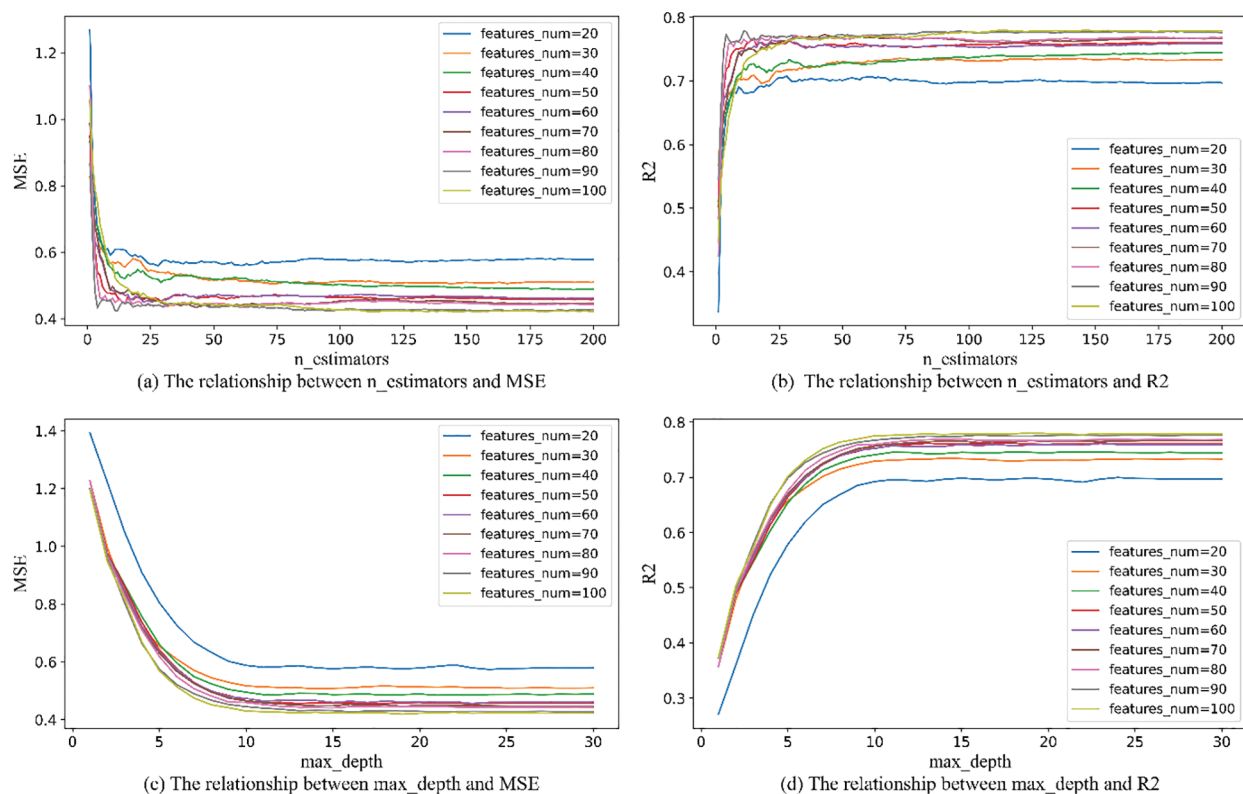 MSE
1.2
1.0
0.8
0.6
0.4
features_num=20
features_num=30
features_num=40
features_num=50
features_num=60
features_num=70
features_num=80
features_num=90
features_num=100
0 25 50 75 100 125 150 175 200
n_estimators
(a) The relationship between n_estimators and MSE
R2
0.8
0.7
0.6
0.5
0.4
features_num=20
features_num=30
features_num=40
features_num=50
features_num=60
features_num=70
features_num=80
features_num=90
features_num=100
0 25 50 75 100 125 150 175 200
n_estimators
(b) The relationship between n_estimators and R2
MSE
1.4
1.2
1.0
0.8
0.6
0.4
features_num=20
features_num=30
features_num=40
features_num=50
features_num=60
features_num=70
features_num=80
features_num=90
features_num=100
0 5 10 15 20 25 30
max_depth
(c) The relationship between max_depth and MSE
R2
0.8
0.7
0.6
0.5
0.4
0.3
features_num=20
features_num=30
features_num=40
features_num=50
features_num=60
features_num=70
features_num=80
features_num=90
features_num=100
0 5 10 15 20 25 30
max_depth
(d) The relationship between max_depth and R2